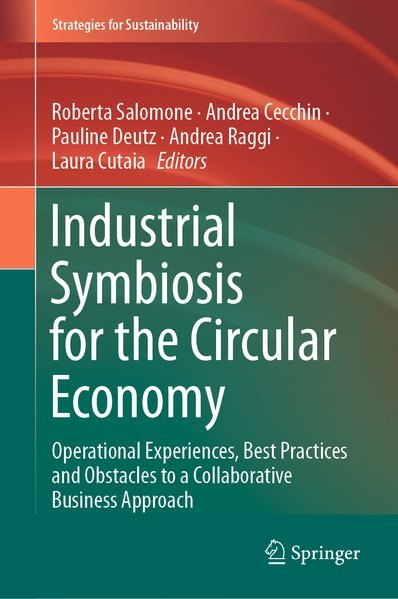 Strategies for Sustainability
Roberta Salomone · Andrea Cecchin ·
Pauline Deutz · Andrea Raggi ·
Laura Cutaia Editors
Industrial
Symbiosis
for the Circular
Economy
Operational Experiences, Best Practices
and Obstacles to a Collaborative
Business Approach
Springer